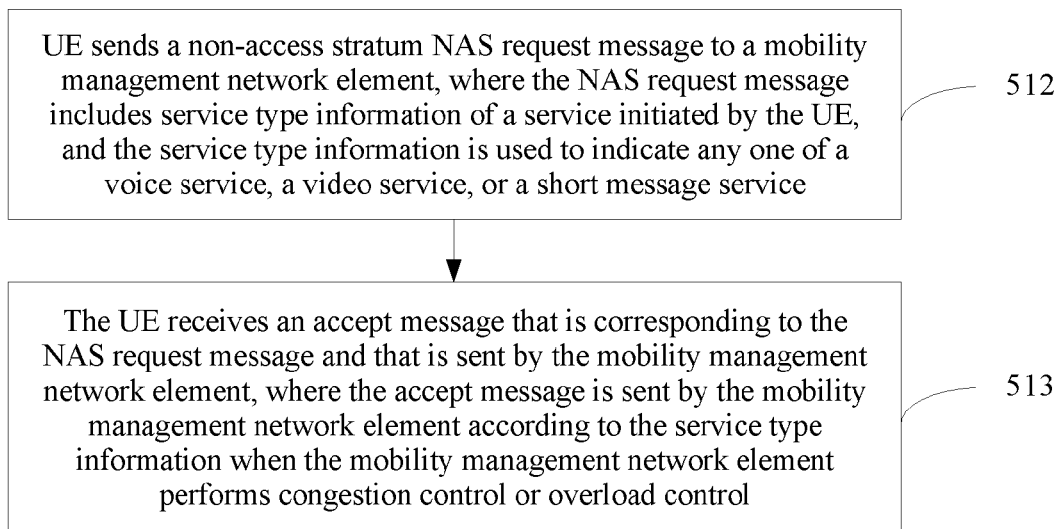 UE sends a non-access stratum NAS request message to a mobility
management network element, where the NAS request message
includes service type information of a service initiated by the UE,
and the service type information is used to indicate any one of a
voice service, a video service, or a short message service
512
The UE receives an accept message that is corresponding to the
NAS request message and that is sent by the mobility management
network element, where the accept message is sent by the mobility
management network element according to the service type
information when the mobility management network element
performs congestion control or overload control
513